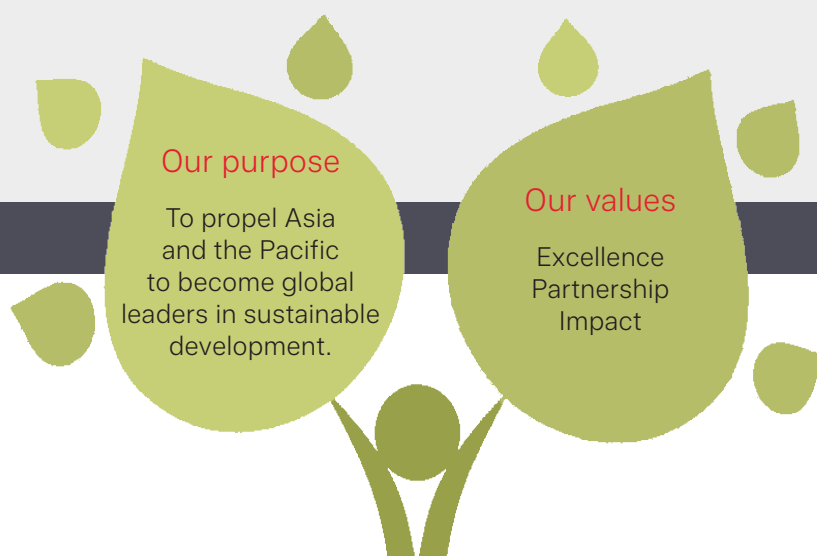 Our purpose
To propel Asia
and the Pacific
to become global
leaders in sustainable
development.
Our values
Excellence
Partnership
Impact